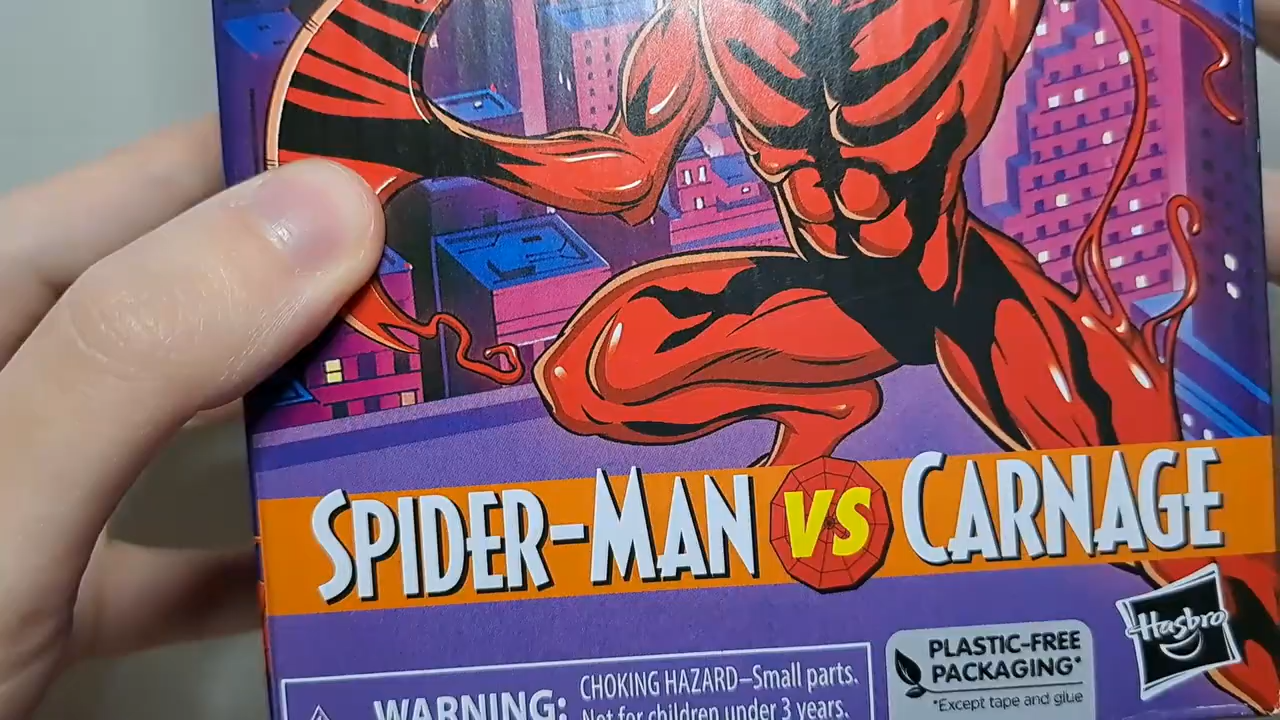 SPIDER-MAN VS CARNAGE
Hasbro
PLASTIC-FREE
PACKAGING*
*Except tape and glue
WARNING:
CHOKING HAZARD–Small parts.
Not for children under 3 years.